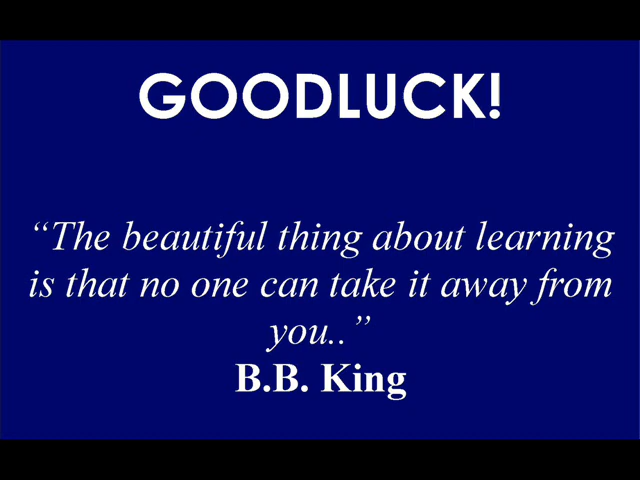 GOODLUCK!
“The beautiful thing about learning
is that no one can take it away from
you..”
B.B. King